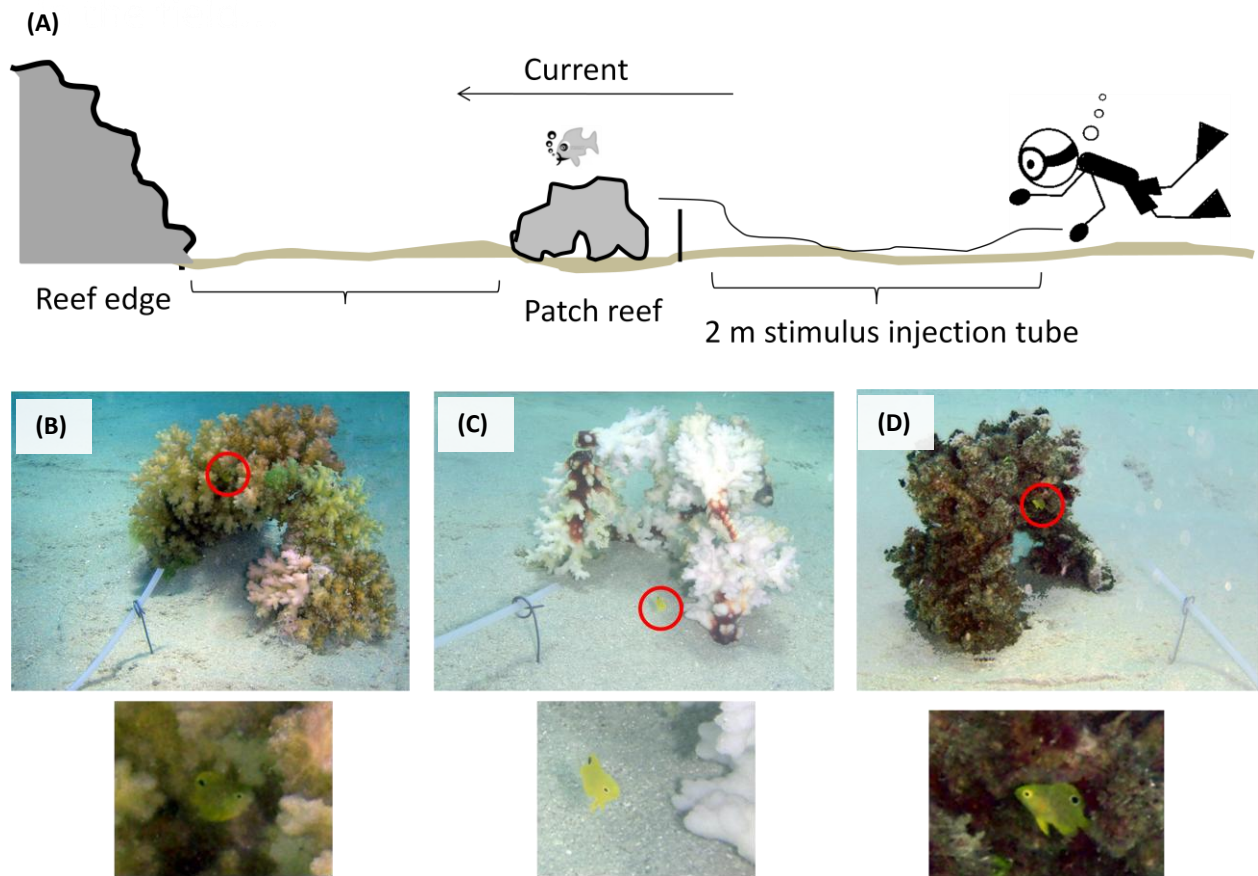 (A)
Current
Reef edge
Patch reef
2 m stimulus injection tube
(B)
(C)
(D)